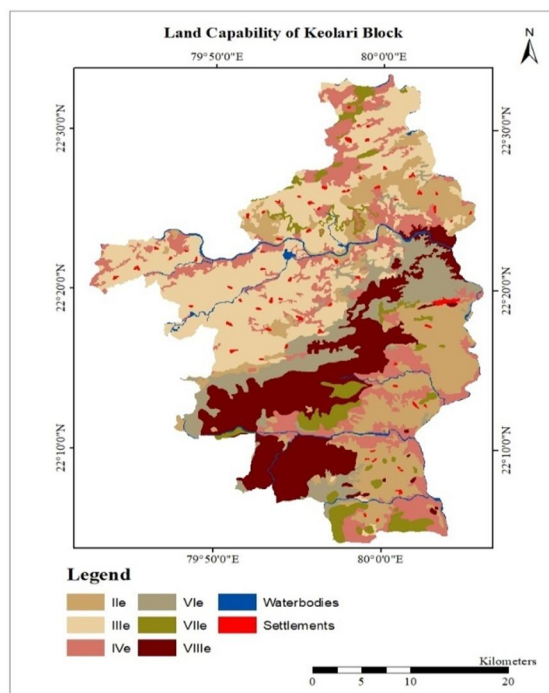 Land Capability of Keolari Block
N
79°50'0"E 80°0'0"E
22°30'0"N 22°30'0"N
22°20'0"N 22°20'0"N
22°10'0"N 22°10'0"N
79°50'0"E 80°0'0"E
Legend
IIe VIe Waterbodies
IIIe VIIe Settlements
IVe VIIIe
Kilometers
0 5 10 20